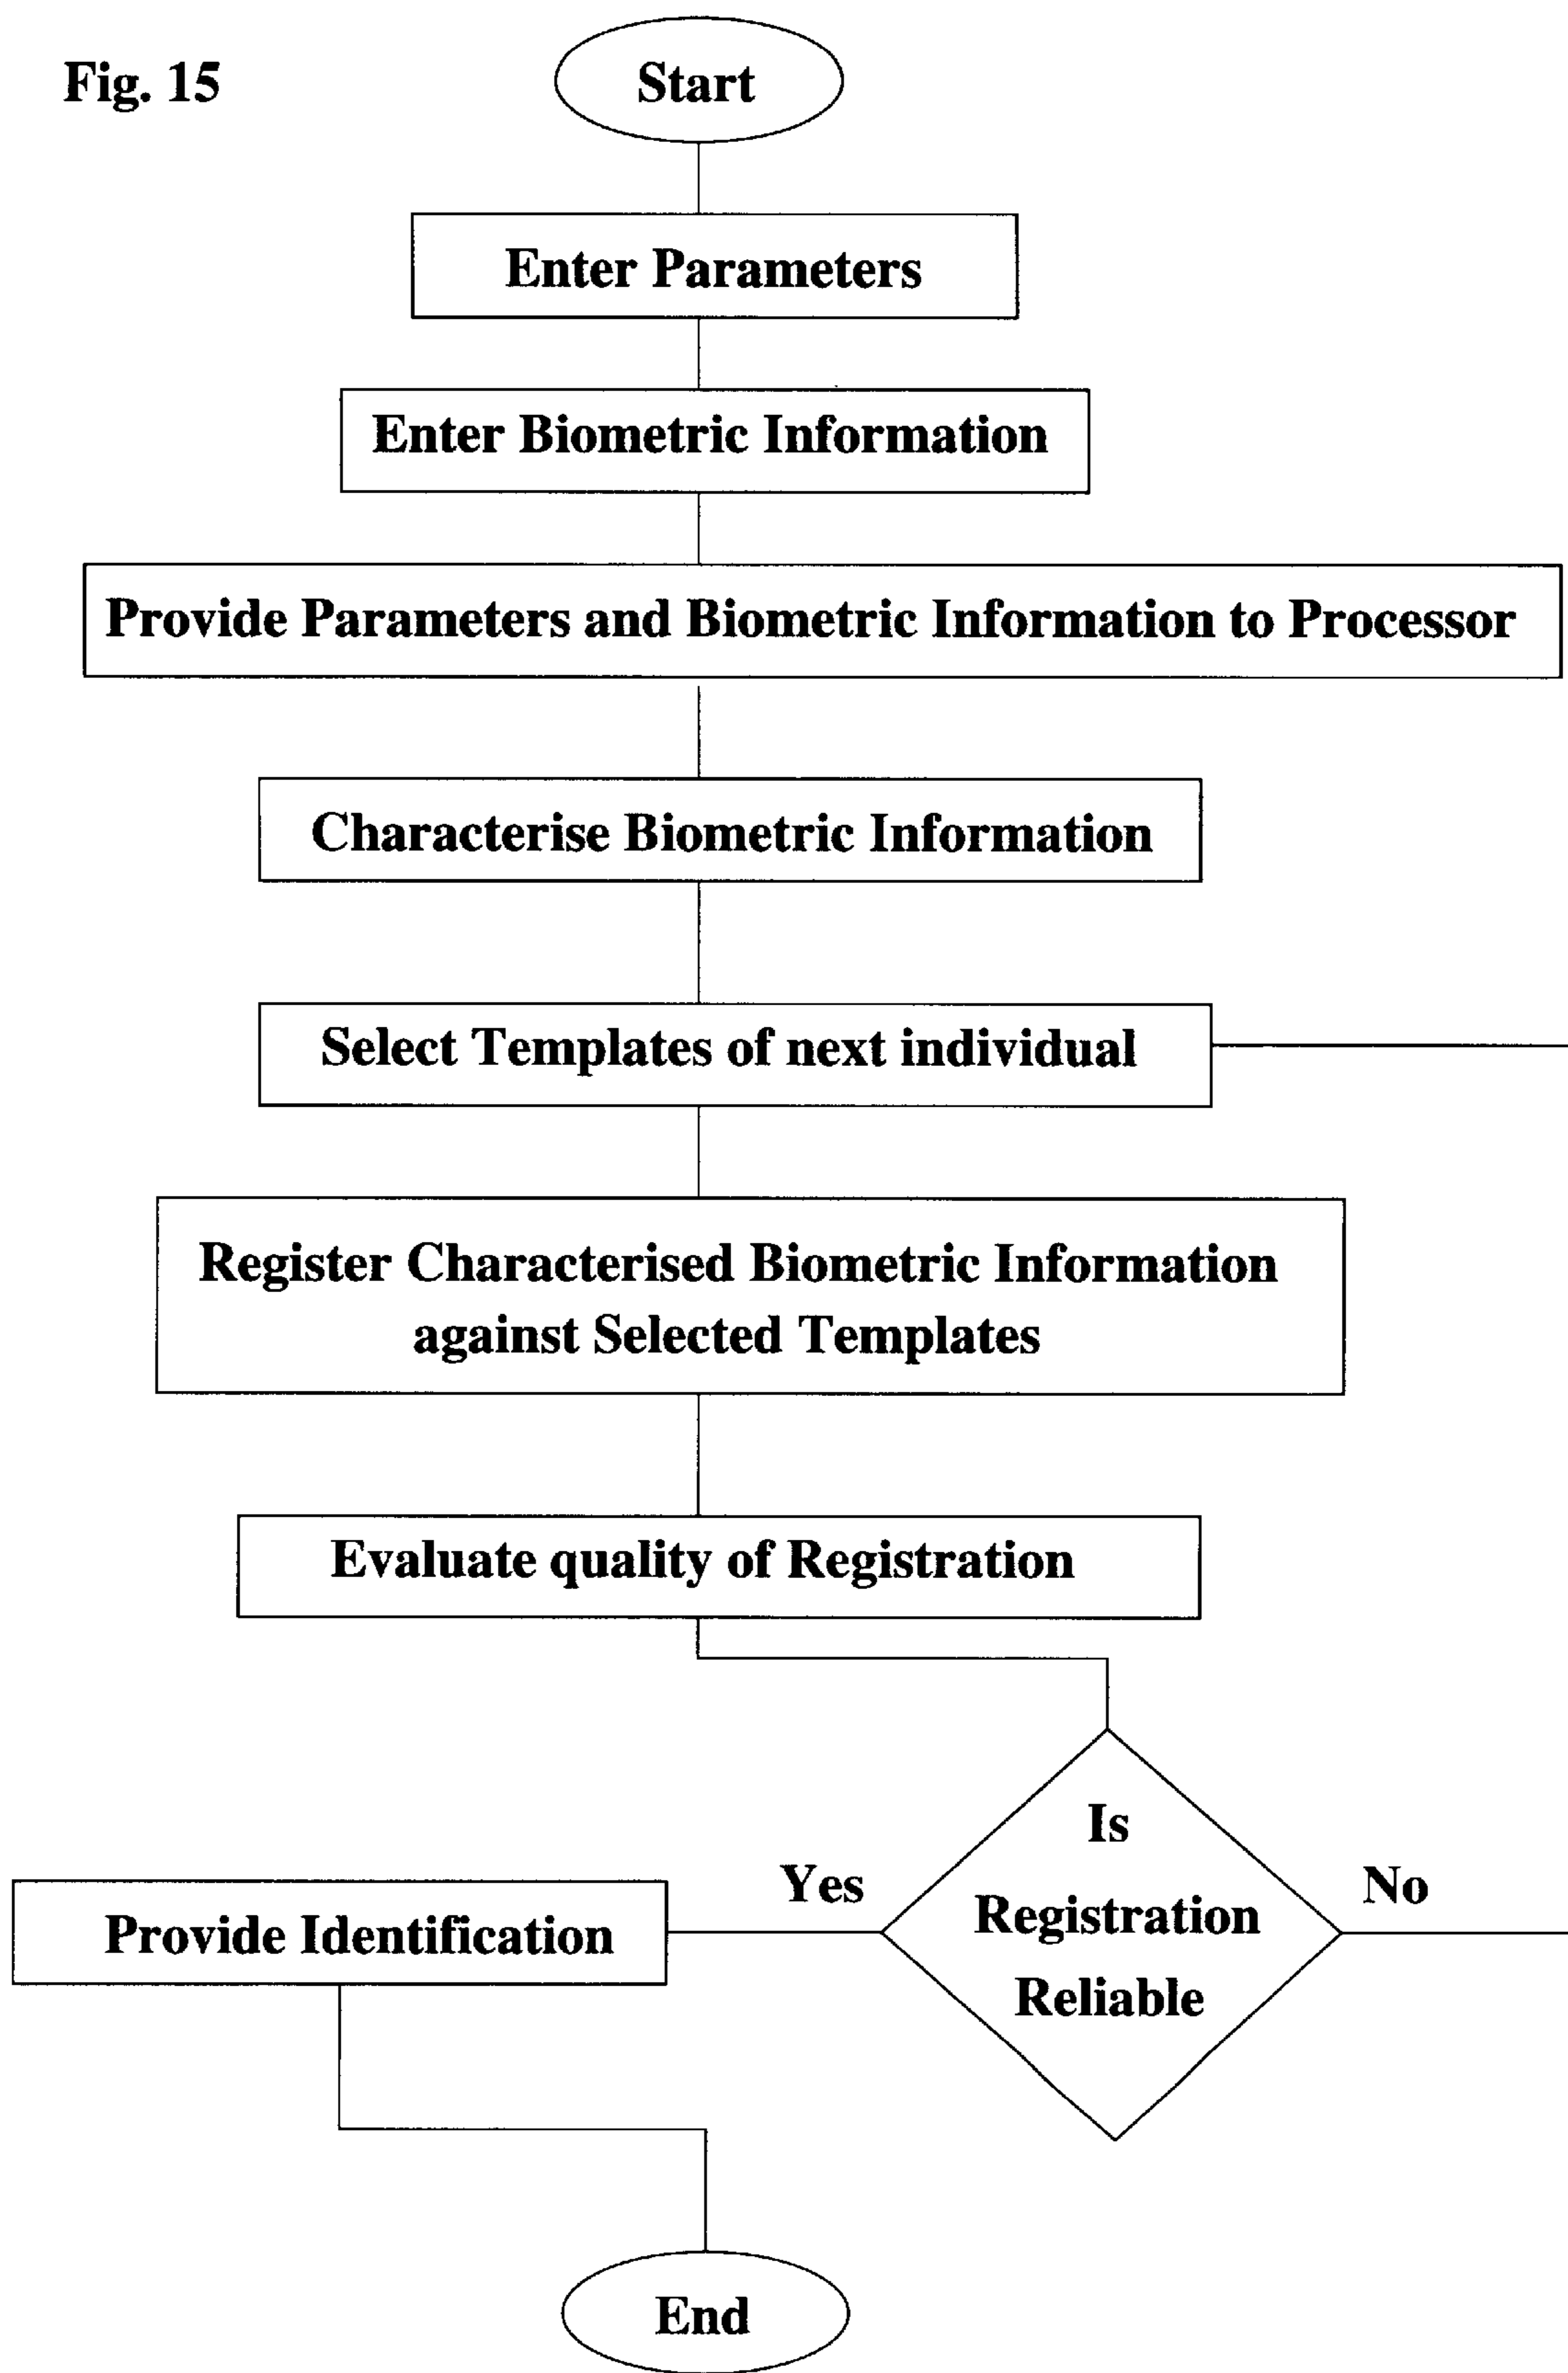 Fig. 15
Start
Enter Parameters
Enter Biometric Information
Provide Parameters and Biometric Information to Processor
Characterise Biometric Information
Select Templates of next individual
Register Characterised Biometric Information
against Selected Templates
Evaluate quality of Registration
Is
Registration
Reliable
Yes
No
Provide Identification
End